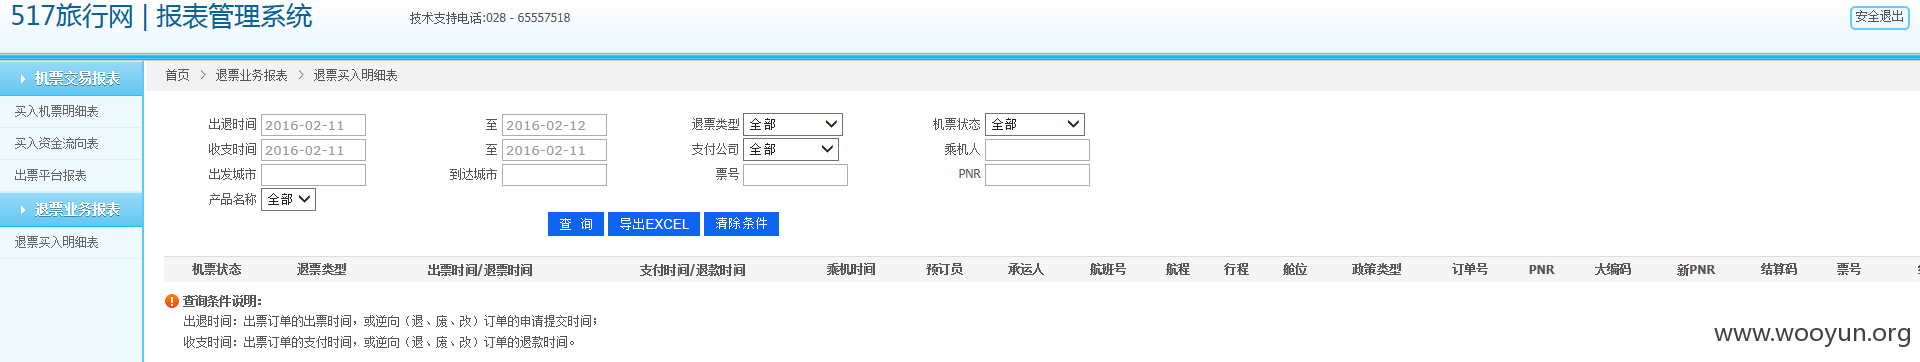 517旅行网 | 报表管理系统 技术支持电话:028 - 65557518 安全退出
机票交易报表
买入机票明细表
买入资金流向表
出票平台报表
退票业务报表
退票买入明细表
首页 > 退票业务报表 > 退票买入明细表
出退时间 2016-02-11 至 2016-02-12 退票类型 全部 机票状态 全部
收支时间 2016-02-11 至 2016-02-11 支付公司 全部 乘机人
出发城市 到达城市 票号 PNR
产品名称 全部
查 询 导出EXCEL 清除条件
机票状态 退票类型 出票时间/退票时间 支付时间/退款时间 乘机时间 预订员 承运人 航班号 航程 行程 舱位 政策类型 订单号 PNR 大编码 新PNR 结算码 票号
查询条件说明：
出退时间：出票订单的出票时间，或逆向（退、废、改）订单的申请提交时间；
收支时间：出票订单的支付时间，或逆向（退、废、改）订单的退款时间。
www.wooyun.org